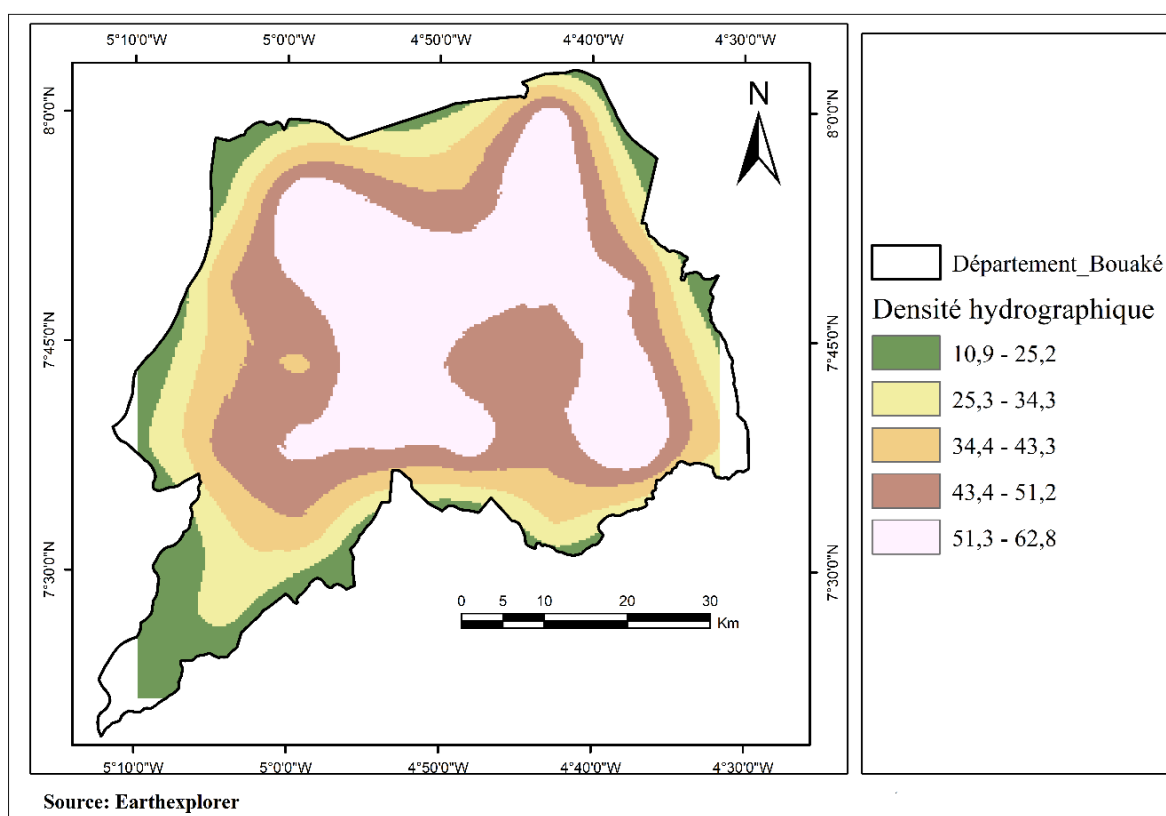 5°10'0"W 5°0'0"W 4°50'0"W 4°40'0"W 4°30'0"W
8°0'0"N 8°0'0"N
N
Département_Bouaké
Densité hydrographique
10,9 - 25,2
7°45'0"N 7°45'0"N
25,3 - 34,3
34,4 - 43,3
43,4 - 51,2
51,3 - 62,8
7°30'0"N 7°30'0"N
0 5 10 20 30
Km
5°10'0"W 5°0'0"W 4°50'0"W 4°40'0"W 4°30'0"W
Source: Earthexplorer